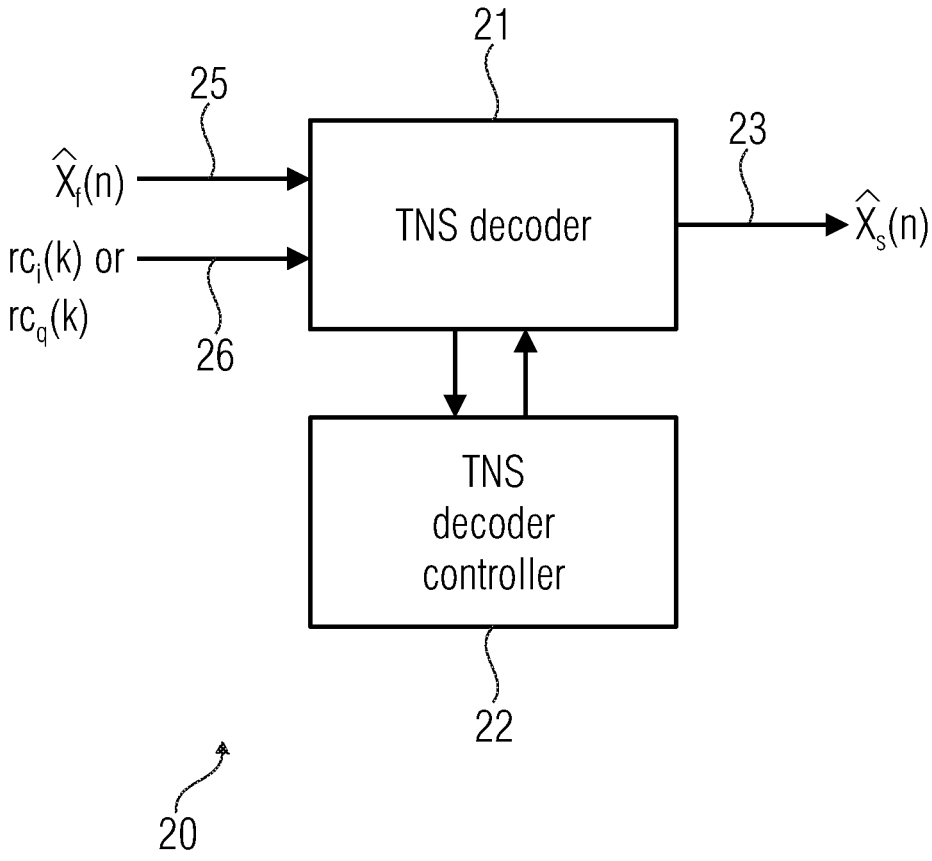 21
25
23
X̂f(n)
TNS decoder
X̂s(n)
rci(k) or
rcq(k)
26
TNS
decoder
controller
22
20